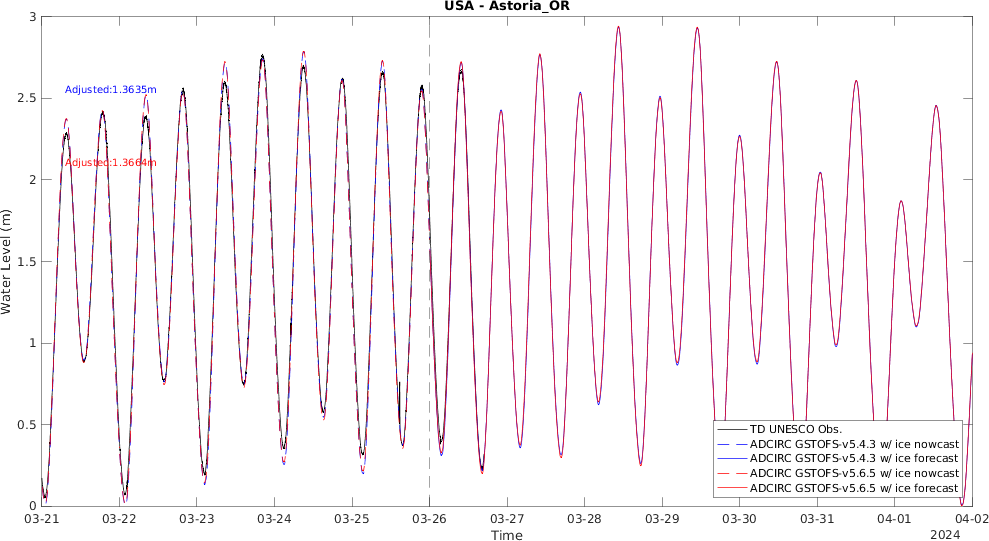 USA - Astoria_OR
3
2.5
2
1.5
1
0.5
0
Water Level (m)
Adjusted:1.3635m
Adjusted:1.3664m
TD UNESCO Obs.
ADCIRC GSTOFS-v5.4.3 w/ ice nowcast
ADCIRC GSTOFS-v5.4.3 w/ ice forecast
ADCIRC GSTOFS-v5.6.5 w/ ice nowcast
ADCIRC GSTOFS-v5.6.5 w/ ice forecast
03-21 03-22 03-23 03-24 03-25 03-26 03-27 03-28 03-29 03-30 03-31 04-01 04-02
Time
2024